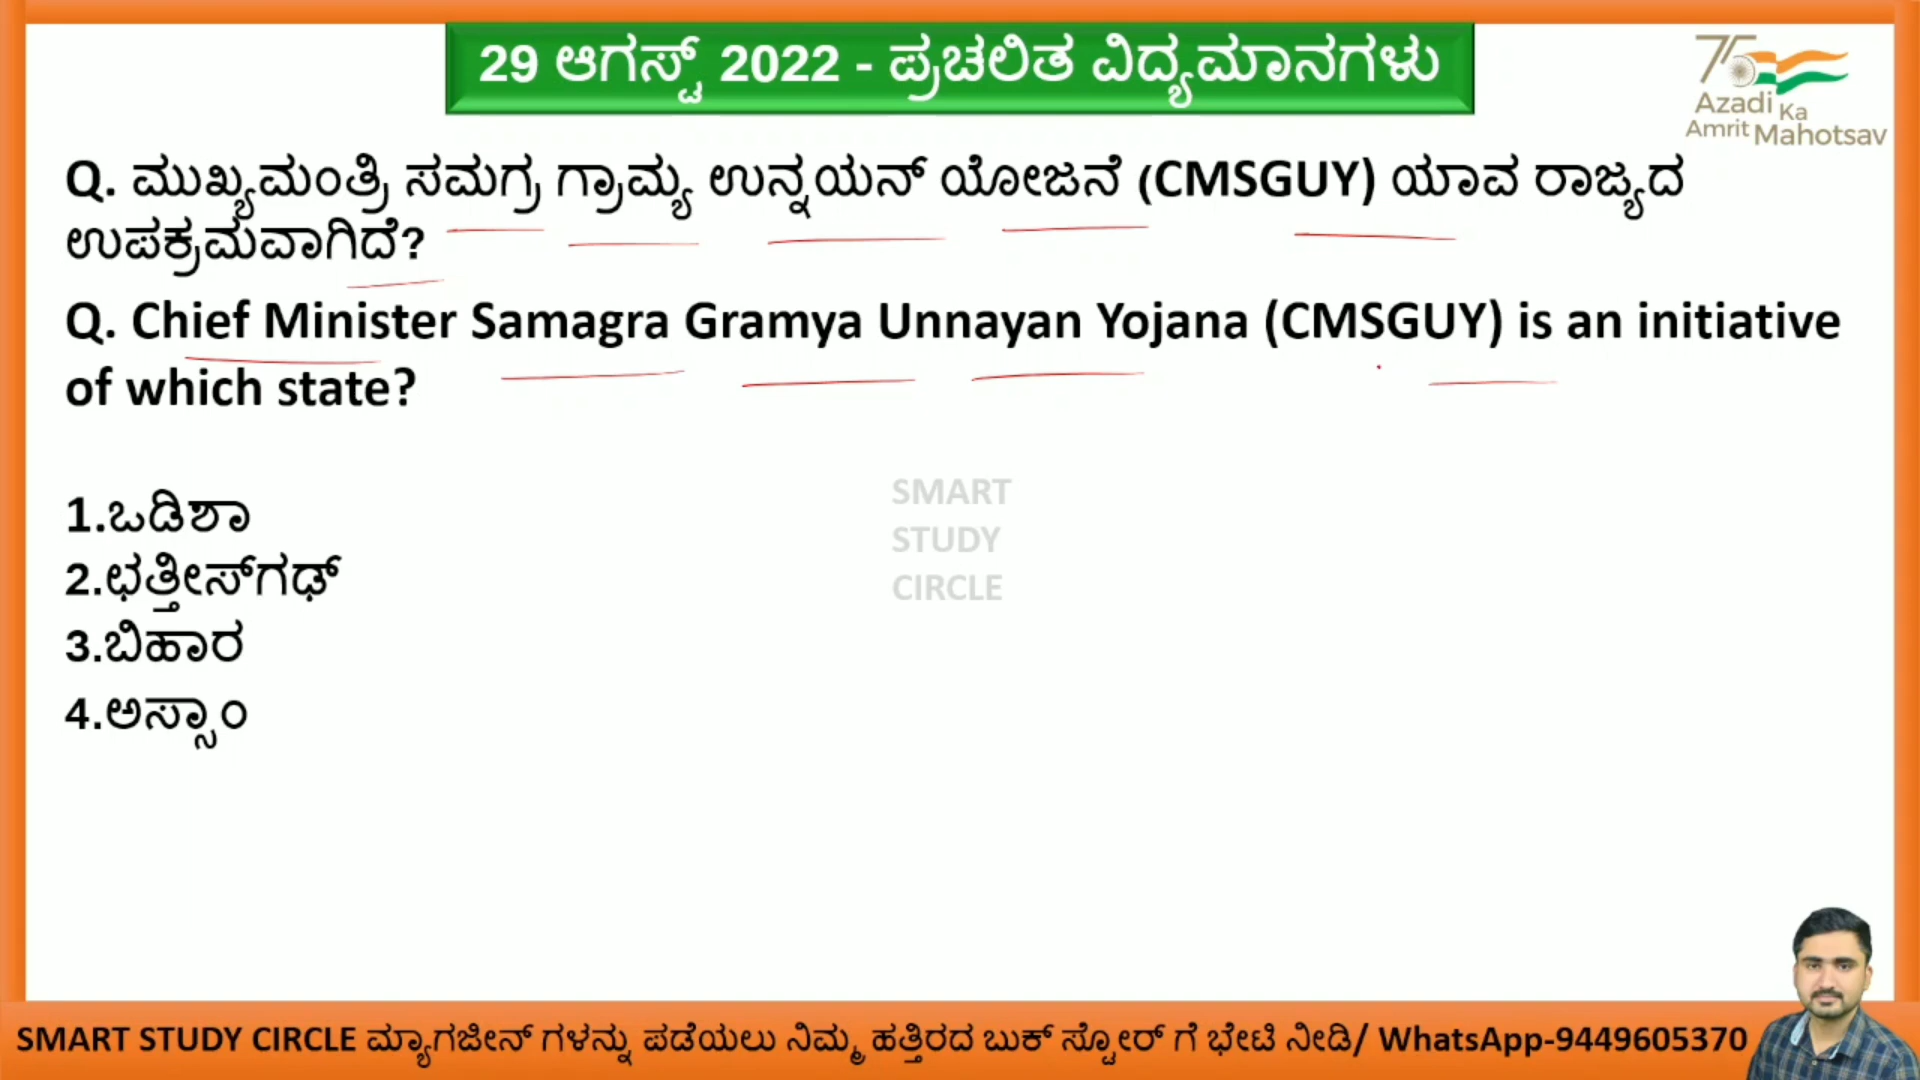 29 ಆಗಸ್ಟ್ 2022 - ಪ್ರಚಲಿತ ವಿದ್ಯಮಾನಗಳು
75
Azadi Ka
Amrit Mahotsav
Q. ಮುಖ್ಯಮಂತ್ರಿ ಸಮಗ್ರ ಗ್ರಾಮ್ಯ ಉನ್ನಯನ್ ಯೋಜನೆ (CMSGUY) ಯಾವ ರಾಜ್ಯದ
ಉಪಕ್ರಮವಾಗಿದೆ?
Q. Chief Minister Samagra Gramya Unnayan Yojana (CMSGUY) is an initiative
of which state?
SMART
STUDY
CIRCLE
1.ಒಡಿಶಾ
2.ಛತ್ತೀಸ್‌ಗಢ್
3.ಬಿಹಾರ
4.ಅಸ್ಸಾಂ
SMART STUDY CIRCLE ಮ್ಯಾಗಜೀನ್ ಗಳನ್ನು ಪಡೆಯಲು ನಿಮ್ಮ ಹತ್ತಿರದ ಬುಕ್ ಸ್ಟೋರ್ ಗೆ ಭೇಟಿ ನೀಡಿ/ WhatsApp-9449605370